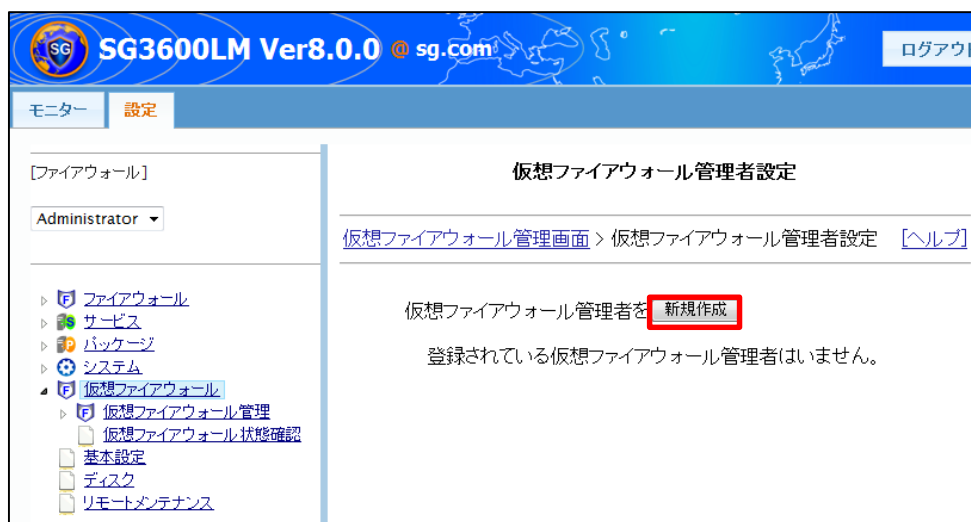 SG
SG3600LM Ver8.0.0 @ sg.com
モニター
設定
[ファイアウォール]
Administrator
ファイアウォール
サービス
パッケージ
システム
仮想ファイアウォール
仮想ファイアウォール管理
仮想ファイアウォール状態確認
基本設定
ディスク
リモートメンテナンス
仮想ファイアウォール管理者設定
仮想ファイアウォール管理画面 > 仮想ファイアウォール管理者設定 [ヘルプ]
仮想ファイアウォール管理者を 新規作成
登録されている仮想ファイアウォール管理者はいません。